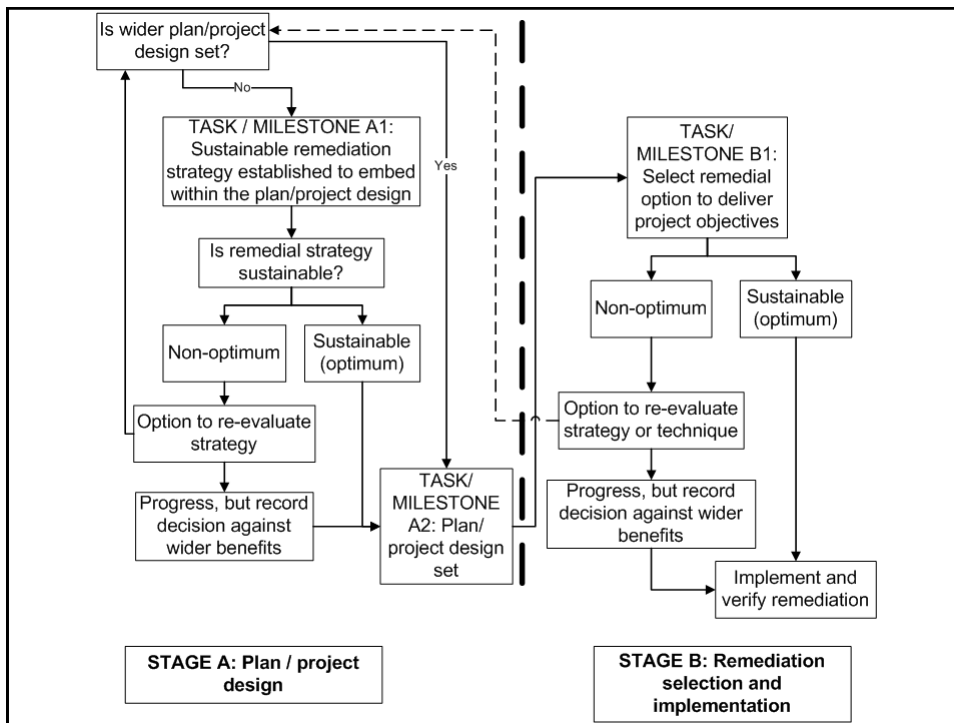 Is wider plan/project
design set?
No
TASK / MILESTONE A1:
Sustainable remediation
strategy established to embed
within the plan/project design
Yes
Is remedial strategy
sustainable?
Non-optimum
Sustainable
(optimum)
Option to re-evaluate
strategy
Progress, but record
decision against
wider benefits
TASK/
MILESTONE
A2: Plan/
project design
set
STAGE A: Plan / project
design
TASK/
MILESTONE B1:
Select remedial
option to deliver
project objectives
Non-optimum
Sustainable
(optimum)
Option to re-evaluate
strategy or technique
Progress, but record
decision against wider
benefits
Implement and
verify remediation
STAGE B: Remediation
selection and
implementation